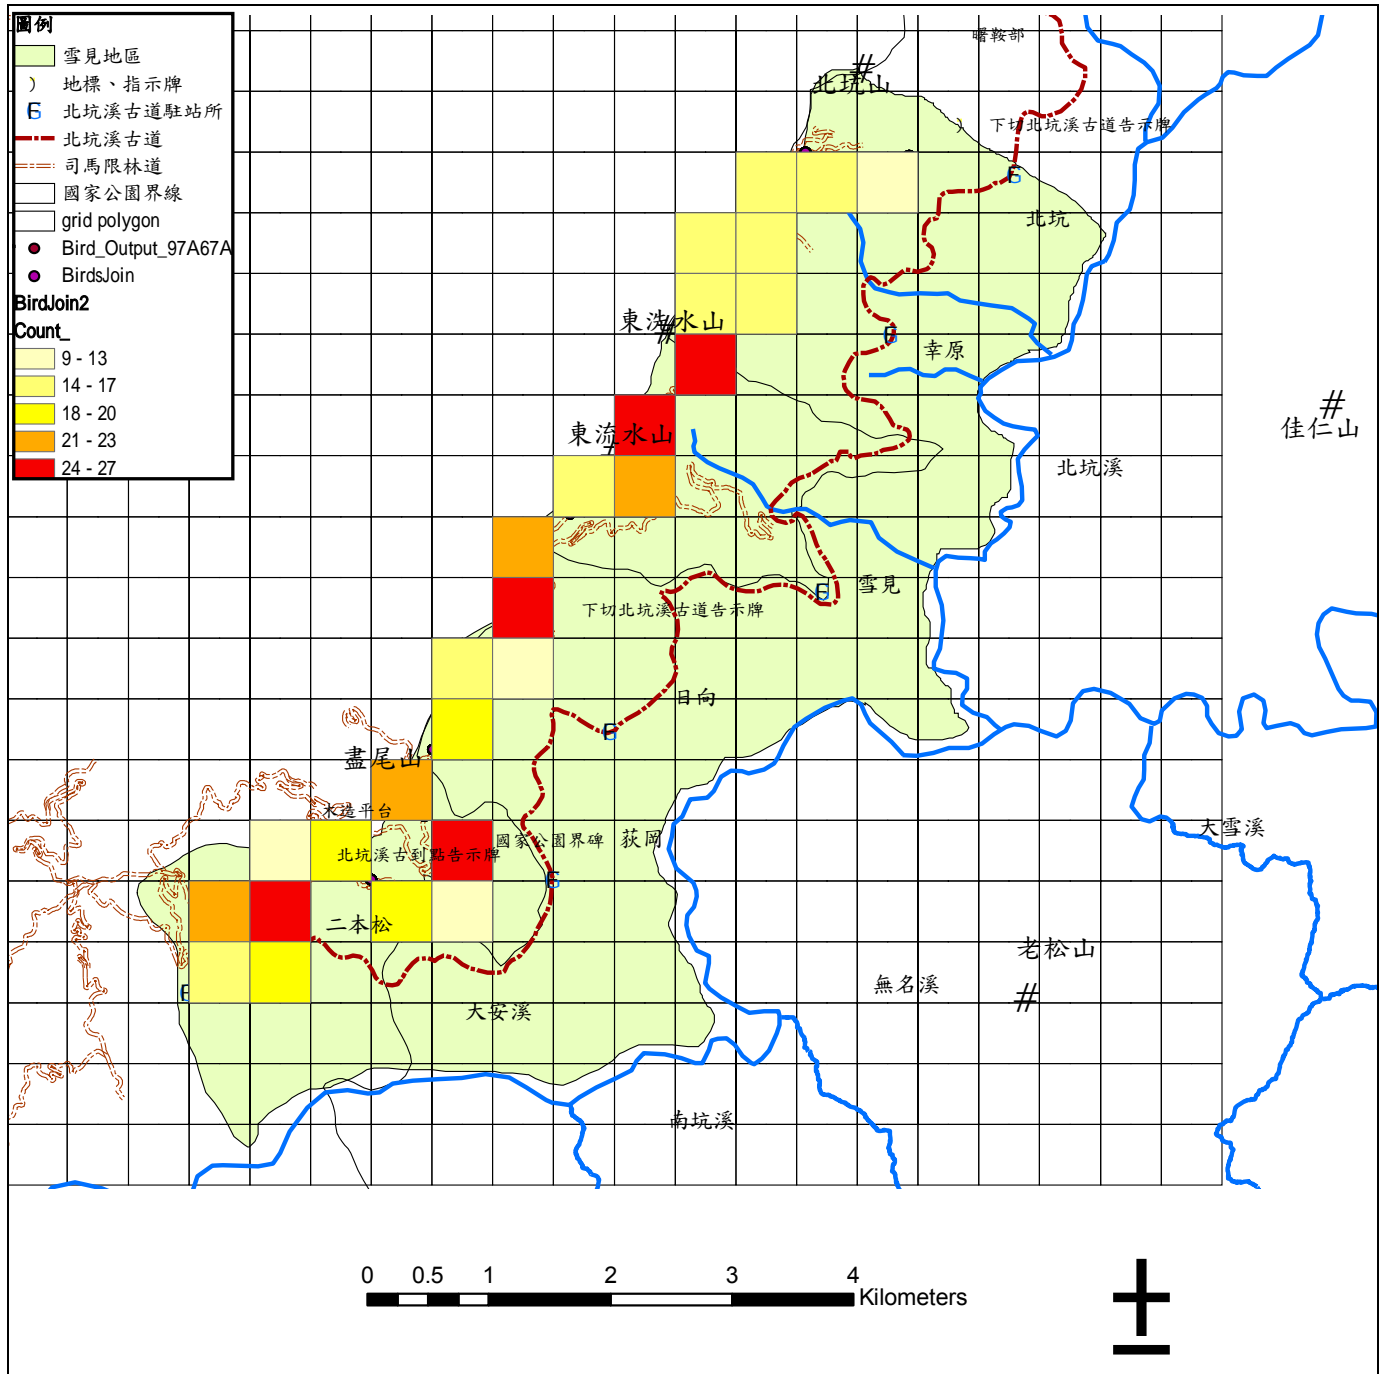 圖例
雪見地區
地標、指示牌
北坑溪古道駐站所
北坑溪古道
司馬限林道
國家公園界線
grid polygon
Bird_Output_97A67A
BirdsJoin
BirdJoin2
Count_
9 - 13
14 - 17
18 - 20
21 - 23
24 - 27
曙鞍部
北坑山
下切北坑溪古道告示牌
北坑
東洗水山
幸原
佳仁山
東流水山
北坑溪
雪見
下切北坑溪古道告示牌
日向
盡尾山
木造平台
國家公園界碑
荻岡
大雪溪
北坑溪古到點告示牌
二本松
老松山
無名溪
大安溪
南坑溪
0 0.5 1 2 3 4
Kilometers